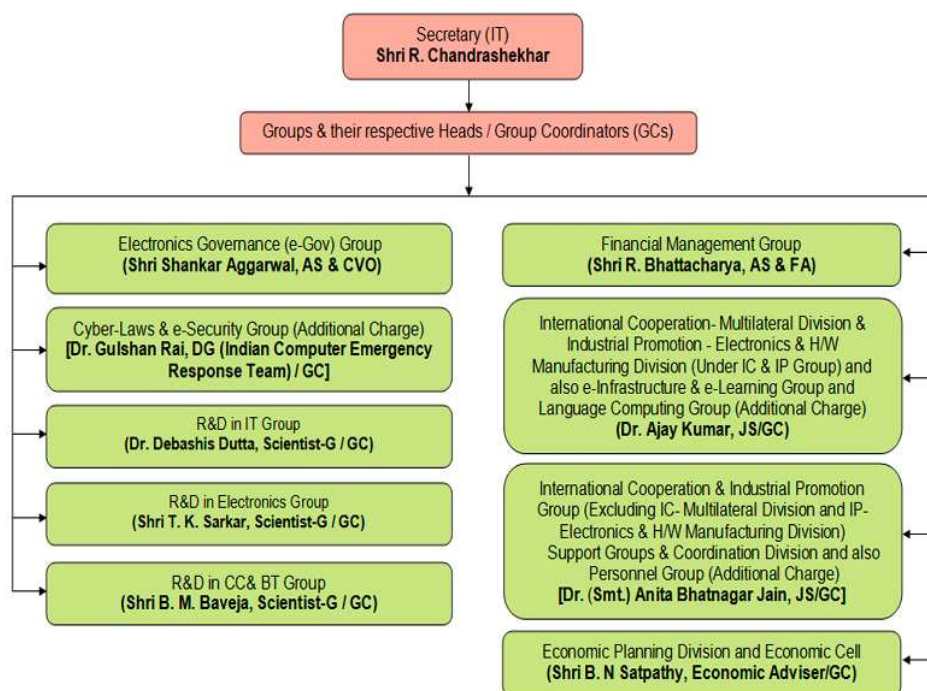 Secretary (IT)
Shri R. Chandrashekhar
Groups & their respective Heads / Group Coordinators (GCs)
Electronics Governance (e-Gov) Group
(Shri Shankar Aggarwal, AS & CVO)
Cyber-Laws & e-Security Group (Additional Charge)
[Dr. Gulshan Rai, DG (Indian Computer Emergency
Response Team) / GC]
R&D in IT Group
(Dr. Debashis Dutta, Scientist-G / GC)
R&D in Electronics Group
(Shri T. K. Sarkar, Scientist-G / GC)
R&D in CC& BT Group
(Shri B. M. Baveja, Scientist-G / GC)
Financial Management Group
(Shri R. Bhattacharya, AS & FA)
International Cooperation- Multilateral Division &
Industrial Promotion - Electronics & H/W
Manufacturing Division (Under IC & IP Group) and
also e-Infrastructure & e-Learning Group and
Language Computing Group (Additional Charge)
(Dr. Ajay Kumar, JS/GC)
International Cooperation & Industrial Promotion
Group (Excluding IC- Multilateral Division and IP-
Electronics & H/W Manufacturing Division)
Support Groups & Coordination Division and also
Personnel Group (Additional Charge)
[Dr. (Smt.) Anita Bhatnagar Jain, JS/GC]
Economic Planning Division and Economic Cell
(Shri B. N Satpathy, Economic Adviser/GC)